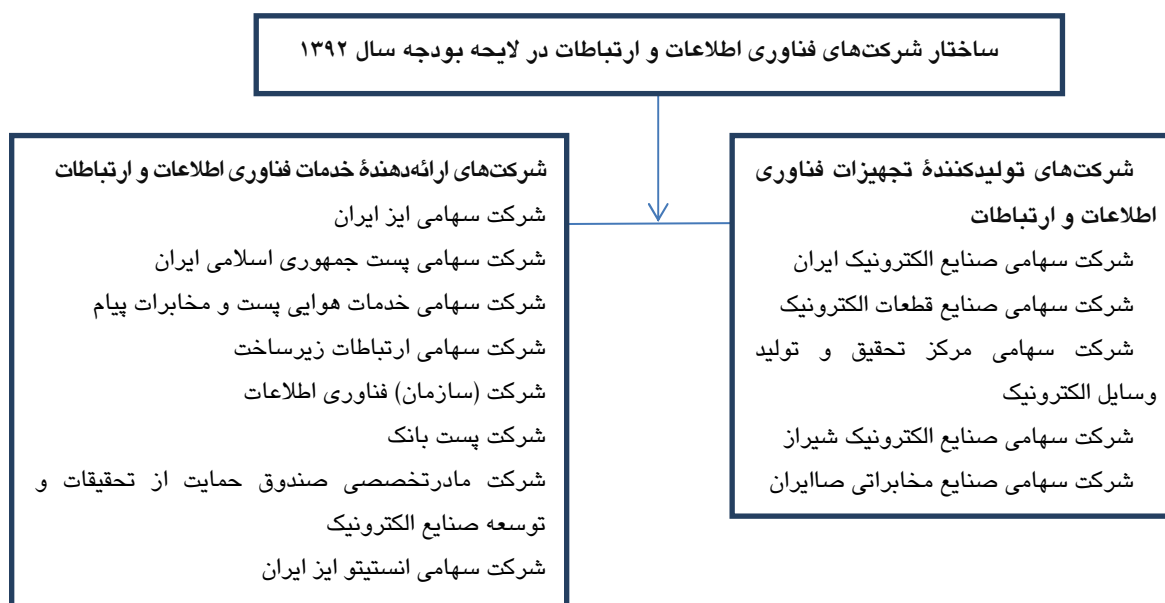 ساختار شرکت‌های فناوری اطلاعات و ارتباطات در لایحه بودجه سال ۱۳۹۲
شرکت‌های تولیدکنندهٔ تجهیزات فناوری
اطلاعات و ارتباطات
شرکت سهامی صنایع الکترونیک ایران
شرکت سهامی صنایع قطعات الکترونیک
شرکت سهامی مرکز تحقیق و تولید
وسایل الکترونیک
شرکت سهامی صنایع الکترونیک شیراز
شرکت سهامی صنایع مخابراتی صاایران
شرکت‌های ارائه‌دهندهٔ خدمات فناوری اطلاعات و ارتباطات
شرکت سهامی ایز ایران
شرکت سهامی پست جمهوری اسلامی ایران
شرکت سهامی خدمات هوایی پست و مخابرات پیام
شرکت سهامی ارتباطات زیرساخت
شرکت (سازمان) فناوری اطلاعات
شرکت پست بانک
شرکت مادرتخصصی صندوق حمایت از تحقیقات و
توسعه صنایع الکترونیک
شرکت سهامی انستیتو ایز ایران